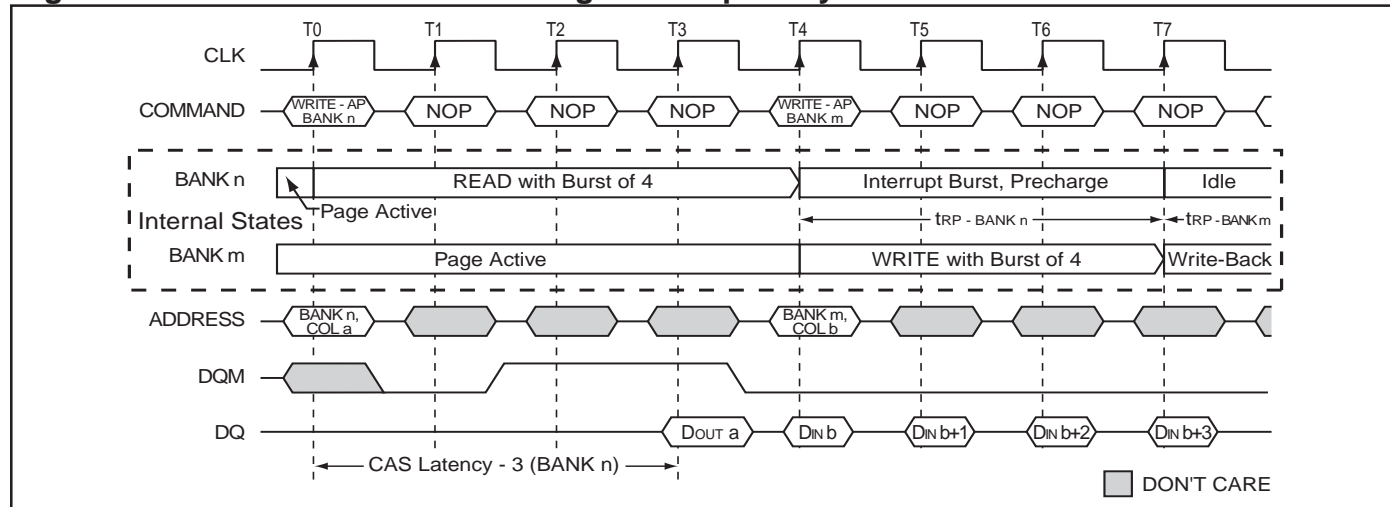 T0 T1 T2 T3 T4 T5 T6 T7
CLK
COMMAND WRITE - AP BANK n NOP NOP NOP WRITE - AP BANK m NOP NOP NOP
BANK n READ with Burst of 4 Interrupt Burst, Precharge Idle
Internal States Page Active tRP - BANK n tRP - BANK m
BANK m Page Active WRITE with Burst of 4 Write-Back
ADDRESS BANK n, COL a BANK m, COL b
DQM
DQ DOUT a DIN b DIN b+1 DIN b+2 DIN b+3
CAS Latency - 3 (BANK n)
DON'T CARE